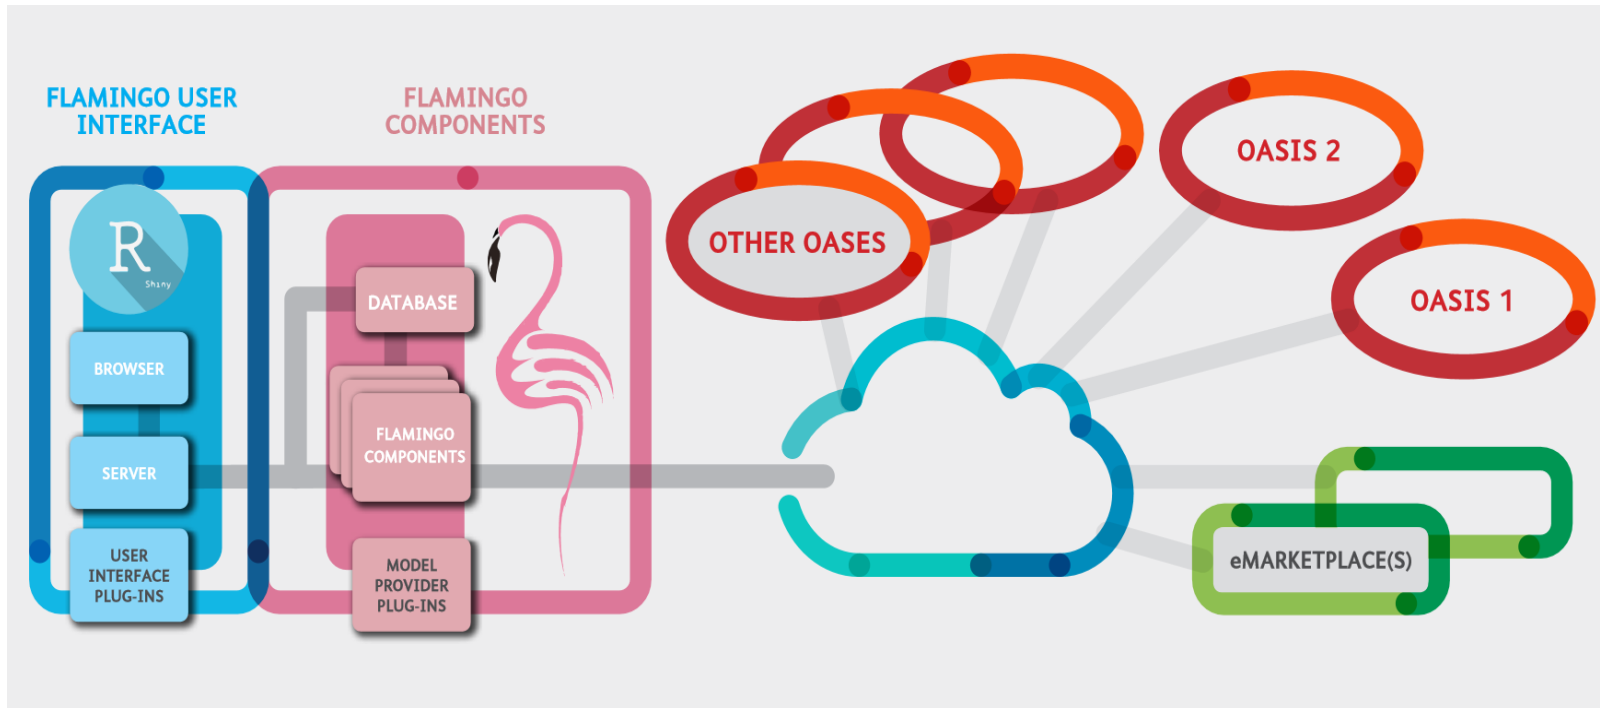 FLAMINGO USER
INTERFACE
FLAMINGO
COMPONENTS
R
Shiny
BROWSER
SERVER
USER
INTERFACE
PLUG-INS
DATABASE
FLAMINGO
COMPONENTS
MODEL
PROVIDER
PLUG-INS
OTHER OASES
OASIS 2
OASIS 1
eMARKETPLACE(S)